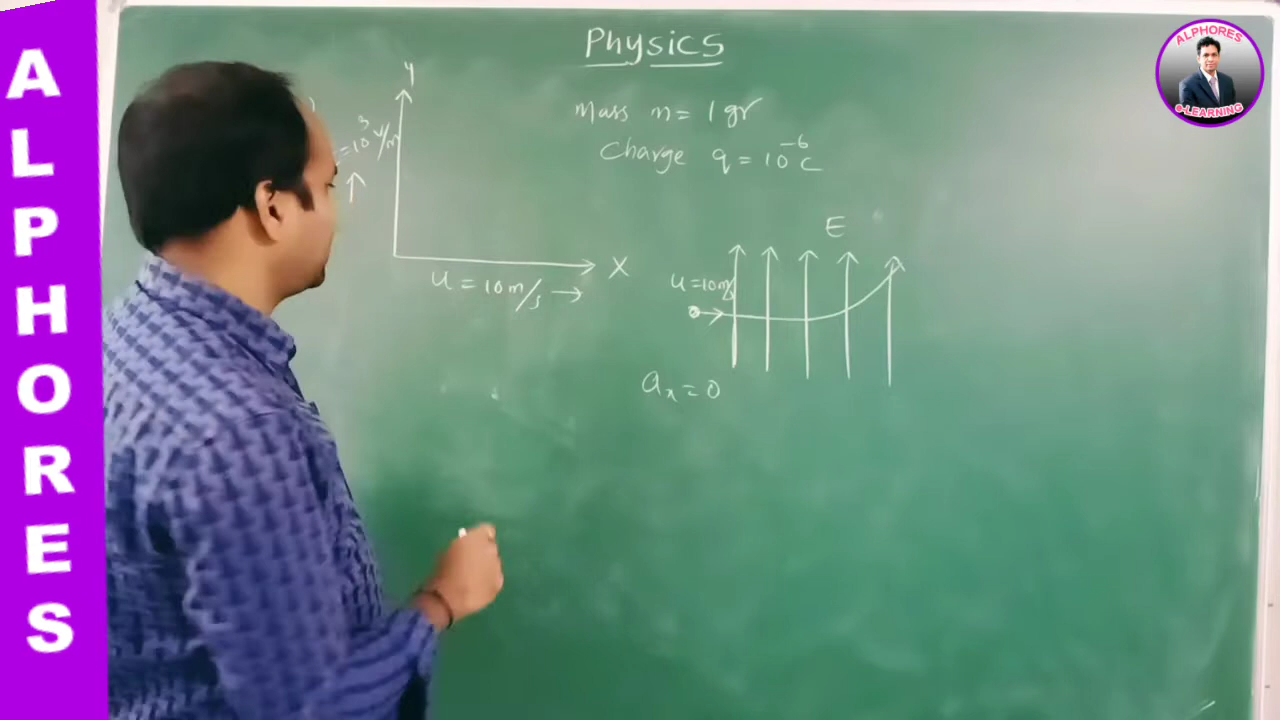 ALPHORES
Physics
ALPHORES
e-LEARNING
y
Mass m = 1 gr
= 10³ v/m
Charge q = 10⁻⁶ C
E
X
u = 10 m/s
u = 10 m/s
aₓ = 0